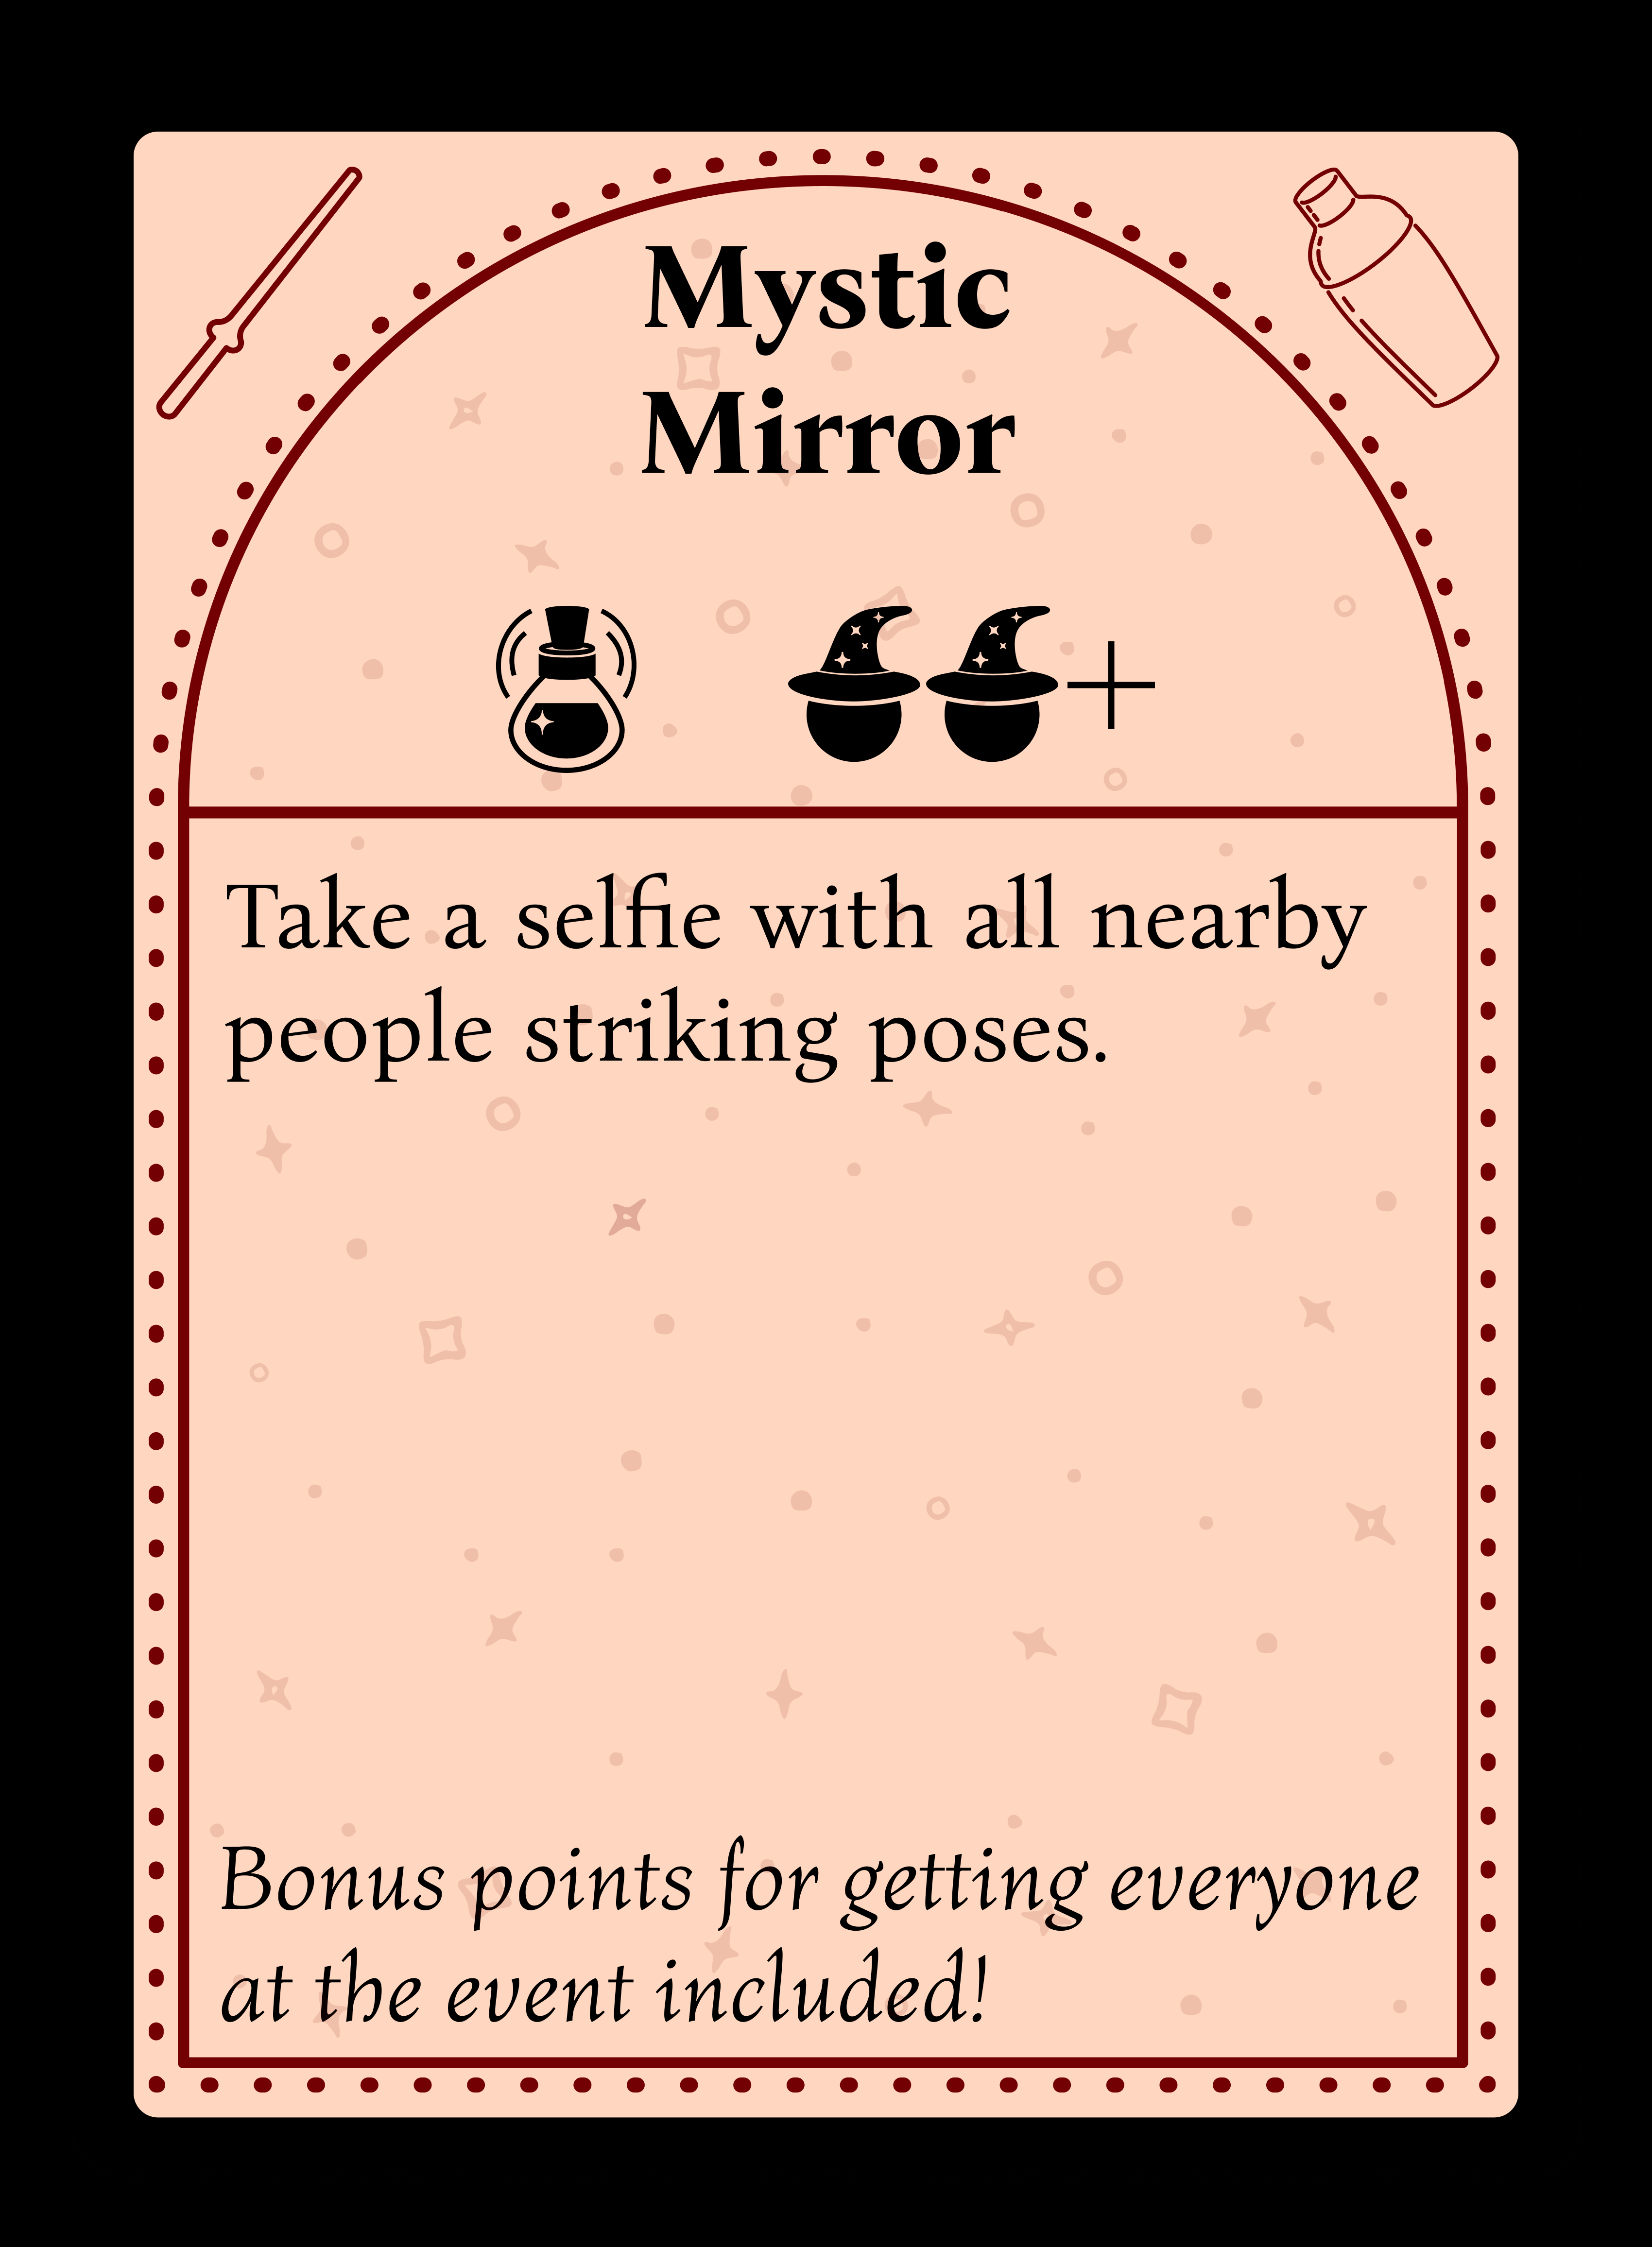 Mystic
Mirror
Take a selfie with all nearby
people striking poses.
Bonus points for getting everyone
at the event included!